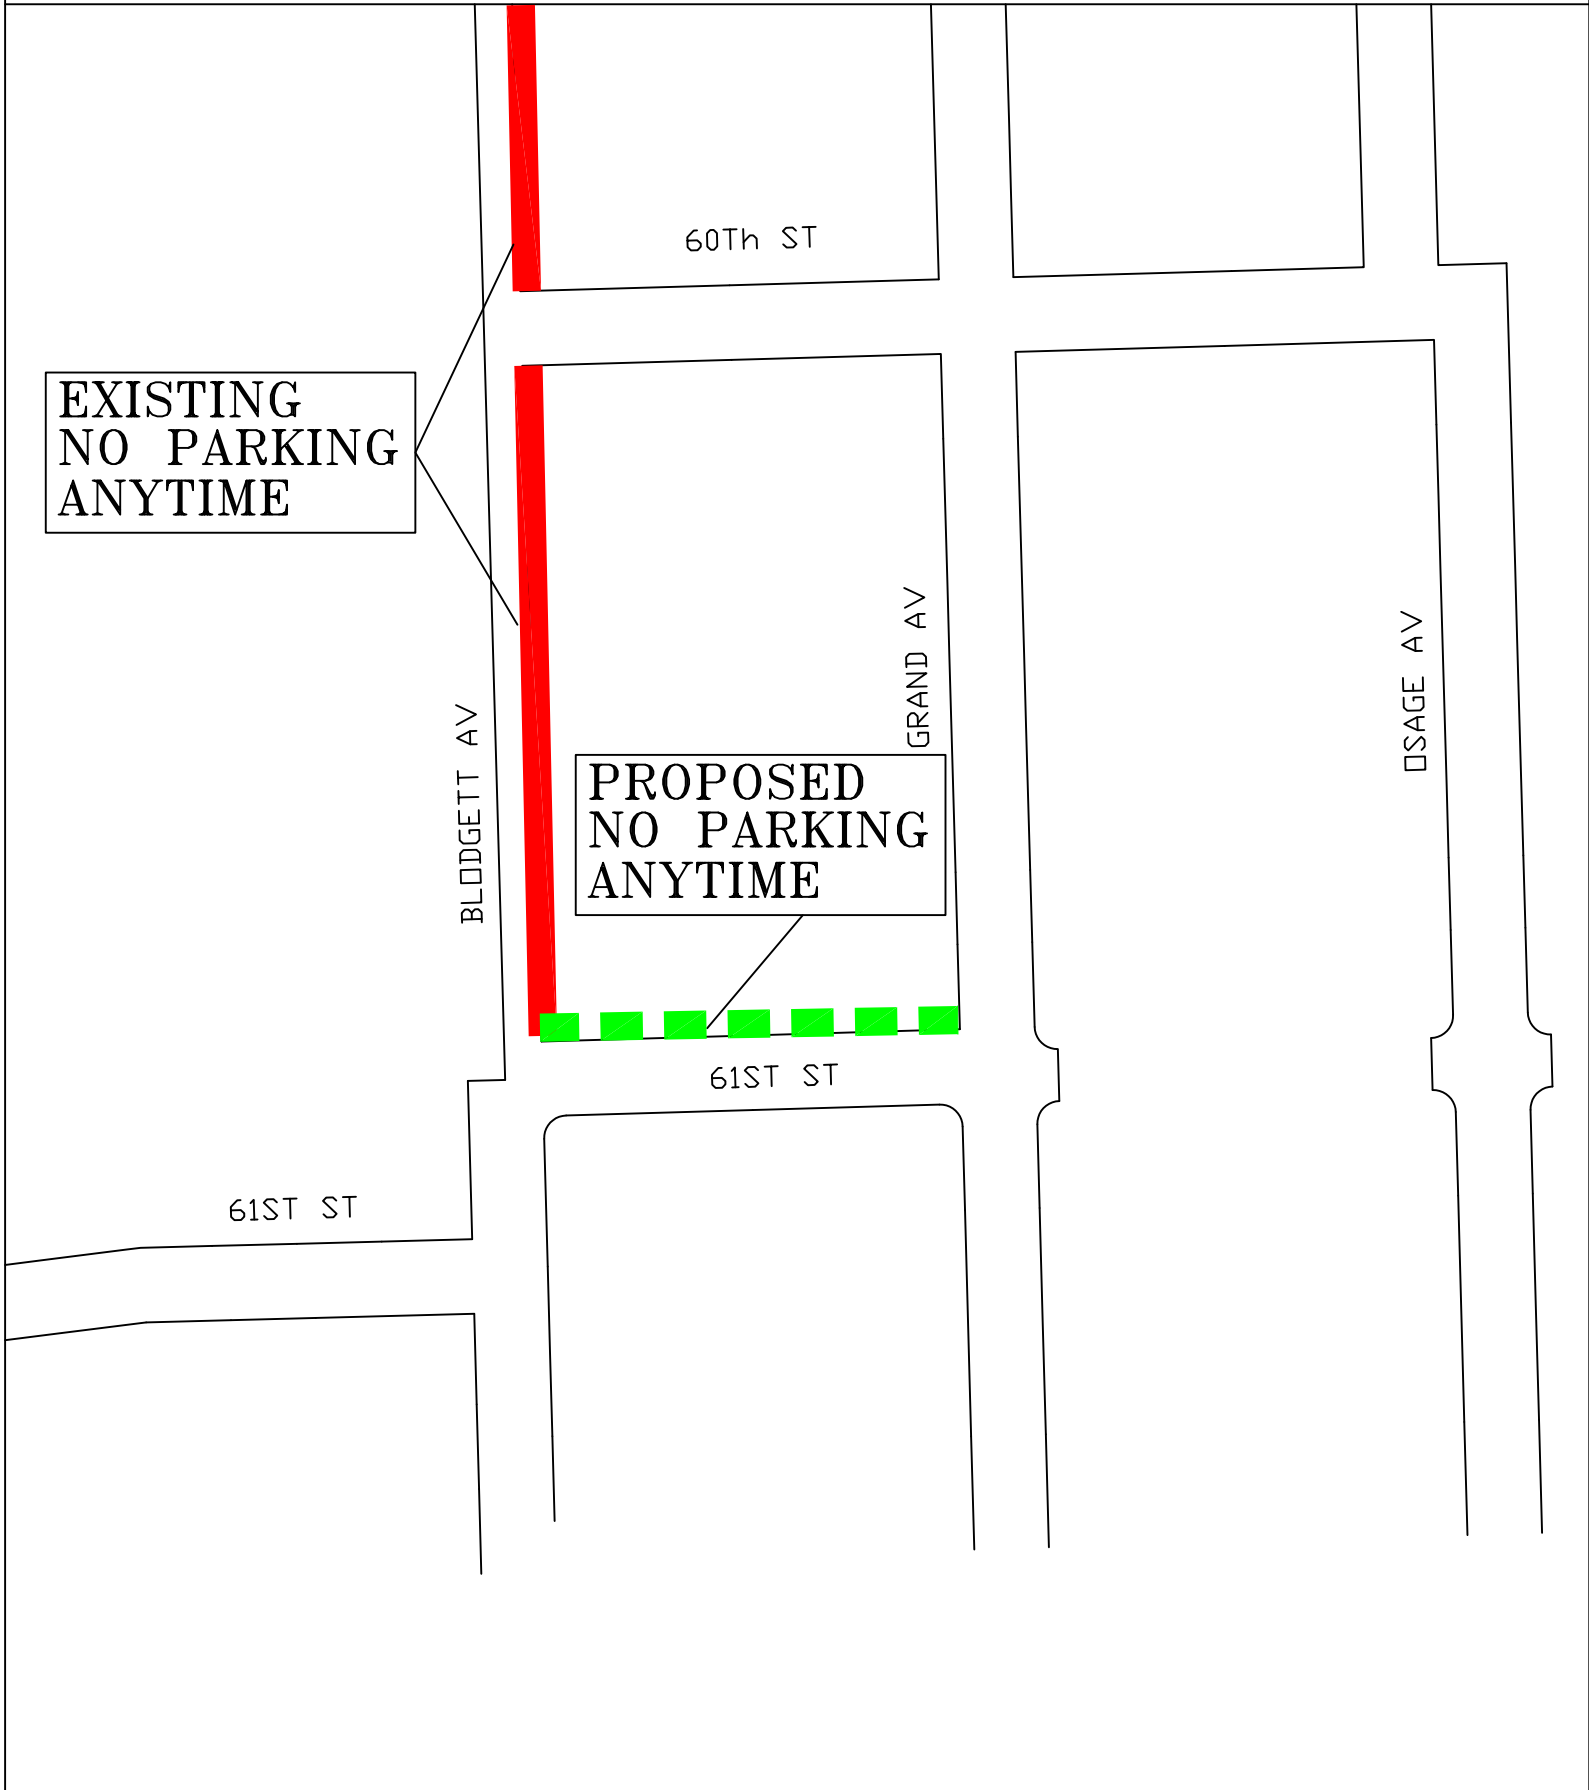 60Th ST
EXISTING
NO PARKING
ANYTIME
GRAND AV
OSAGE AV
BLODGETT AV
PROPOSED
NO PARKING
ANYTIME
61ST ST
61ST ST